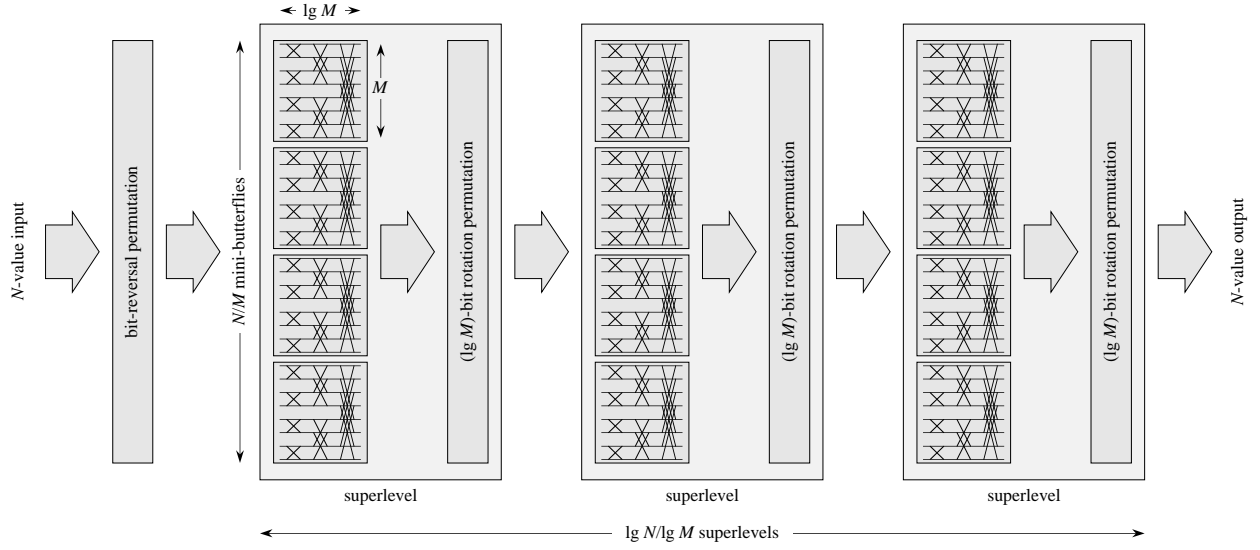 lg M
N-value input
bit-reversal permutation
N/M mini-butterflies
M
(lg M)-bit rotation permutation
superlevel
(lg M)-bit rotation permutation
superlevel
(lg M)-bit rotation permutation
superlevel
N-value output
lg N/lg M superlevels